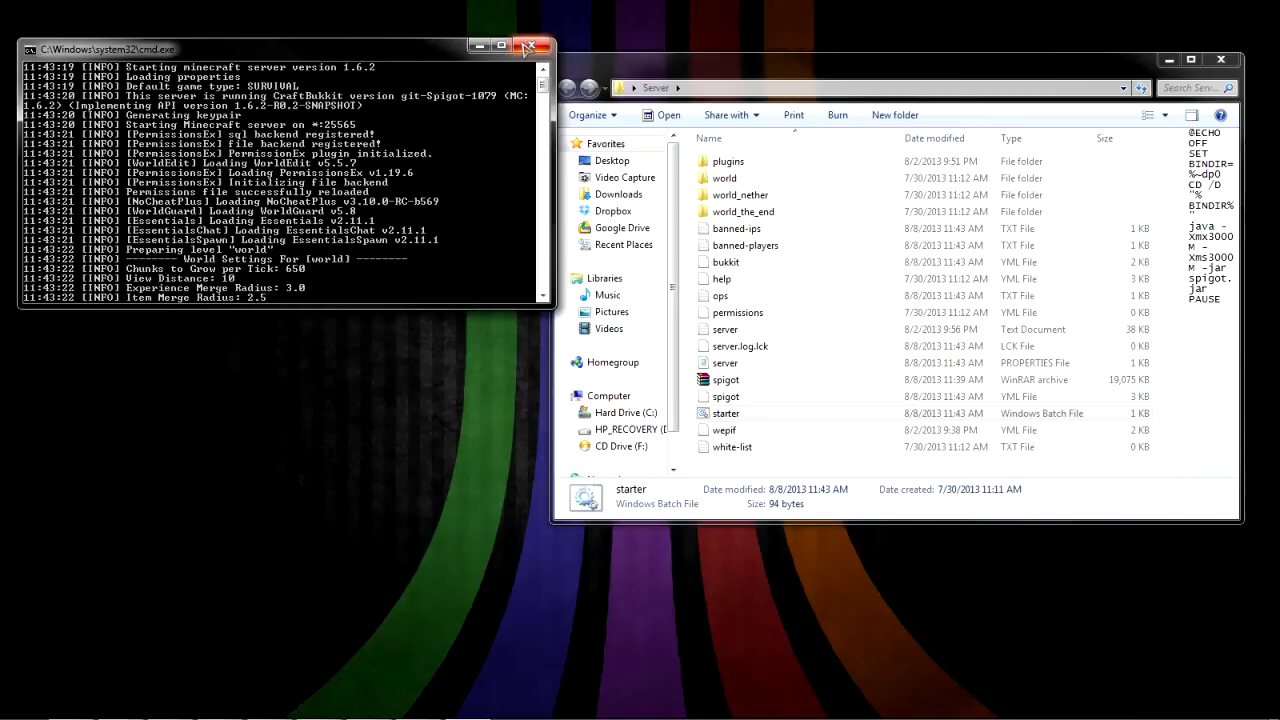 C:\Windows\system32\cmd.exe
11:43:19 [INFO] Starting minecraft server version 1.6.2
11:43:19 [INFO] Loading properties
11:43:19 [INFO] Default game type: SURVIVAL
11:43:20 [INFO] This server is running CraftBukkit version git-Spigot-1079 (MC:
1.6.2) (Implementing API version 1.6.2-R0.2-SNAPSHOT)
11:43:20 [INFO] Generating keypair
11:43:20 [INFO] Starting Minecraft server on *:25565
11:43:21 [INFO] [PermissionsEx] sql backend registered!
11:43:21 [INFO] [PermissionsEx] file backend registered!
11:43:21 [INFO] [PermissionsEx] PermissionEx plugin initialized.
11:43:21 [INFO] [WorldEdit] Loading WorldEdit v5.5.7
11:43:21 [INFO] [PermissionsEx] Loading PermissionsEx v1.19.6
11:43:21 [INFO] [PermissionsEx] Initializing file backend
11:43:21 [INFO] Permissions file successfully reloaded
11:43:21 [INFO] [NoCheatPlus] Loading NoCheatPlus v3.10.0-RC-b569
11:43:21 [INFO] [WorldGuard] Loading WorldGuard v5.8
11:43:21 [INFO] [Essentials] Loading Essentials v2.11.1
11:43:21 [INFO] [EssentialsChat] Loading EssentialsChat v2.11.1
11:43:21 [INFO] [EssentialsSpawn] Loading EssentialsSpawn v2.11.1
11:43:22 [INFO] Preparing level "world"
11:43:22 [INFO] -------- World Settings For [world] --------
11:43:22 [INFO] Chunks to Grow per Tick: 650
11:43:22 [INFO] View Distance: 10
11:43:22 [INFO] Experience Merge Radius: 3.0
11:43:22 [INFO] Item Merge Radius: 2.5
Server
Search Serv...
Organize Open Share with Burn New folder
Favorites
Desktop
Video Capture
Downloads
Dropbox
Google Drive
Recent Places
Libraries
Music
Pictures
Videos
Homegroup
Computer
Hard Drive (C:)
HP_RECOVERY (D
CD Drive (F:)
Name Date modified Type Size
plugins 8/2/2013 9:51 PM File folder
world 7/30/2013 11:12 AM File folder
world_nether 7/30/2013 11:12 AM File folder
world_the_end 7/30/2013 11:12 AM File folder
banned-ips 8/8/2013 11:43 AM TXT File 1 KB
banned-players 8/8/2013 11:43 AM TXT File 1 KB
bukkit 8/8/2013 11:43 AM YML File 2 KB
help 7/30/2013 11:12 AM YML File 3 KB
ops 8/8/2013 11:43 AM TXT File 1 KB
permissions 7/30/2013 11:12 AM YML File 0 KB
server 8/2/2013 9:56 PM Text Document 38 KB
server.log.lck 8/8/2013 11:43 AM LCK File 0 KB
server 8/8/2013 11:43 AM PROPERTIES File 1 KB
spigot 8/8/2013 11:39 AM WinRAR archive 19,075 KB
spigot 8/8/2013 11:43 AM YML File 3 KB
starter 8/8/2013 11:43 AM Windows Batch File 1 KB
wepif 8/2/2013 9:38 PM YML File 2 KB
white-list 7/30/2013 11:12 AM TXT File 0 KB
@ECHO
OFF
SET
BINDIR=
%~dp0
CD /D
"%
BINDIR%
"
java -
Xmx3000
M -
Xms3000
M -jar
spigot.
jar
PAUSE
starter Date modified: 8/8/2013 11:43 AM Date created: 7/30/2013 11:11 AM
Windows Batch File Size: 94 bytes